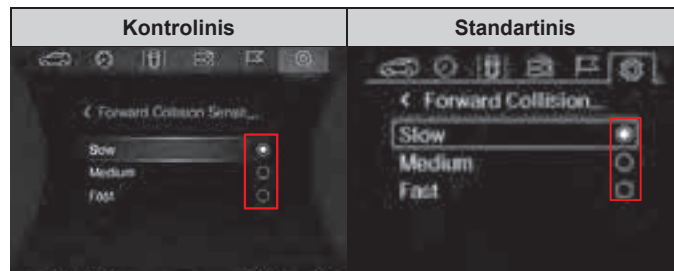 Kontrolinis Standartinis
< Forward Collision Sensit...
Slow
Medium
Fast
< Forward Collision...
Slow
Medium
Fast